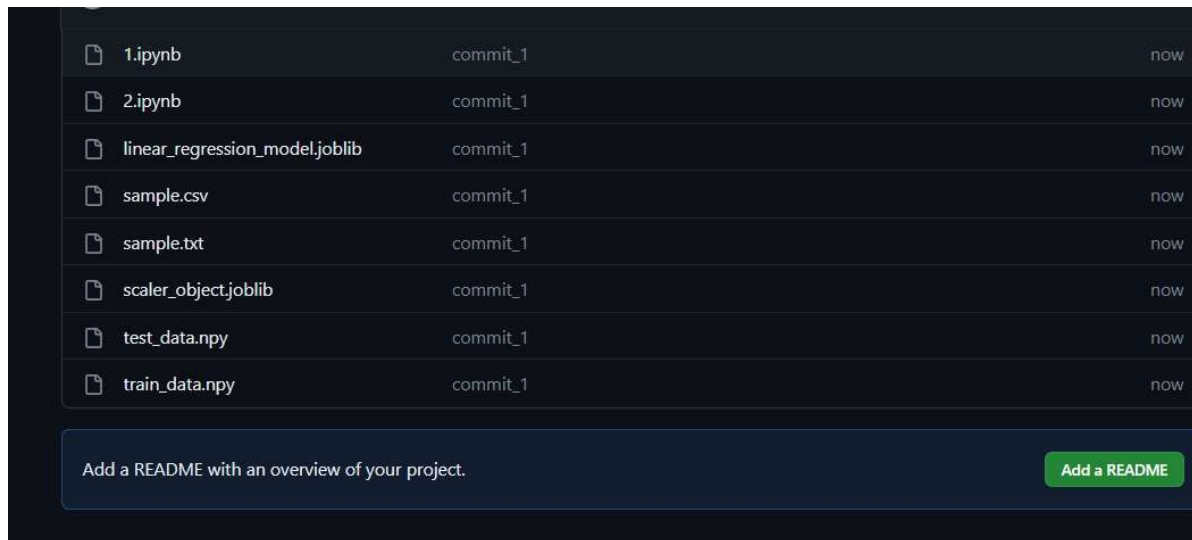 1.ipynb commit_1 now
2.ipynb commit_1 now
linear_regression_model.joblib commit_1 now
sample.csv commit_1 now
sample.txt commit_1 now
scaler_object.joblib commit_1 now
test_data.npy commit_1 now
train_data.npy commit_1 now
Add a README with an overview of your project. Add a README